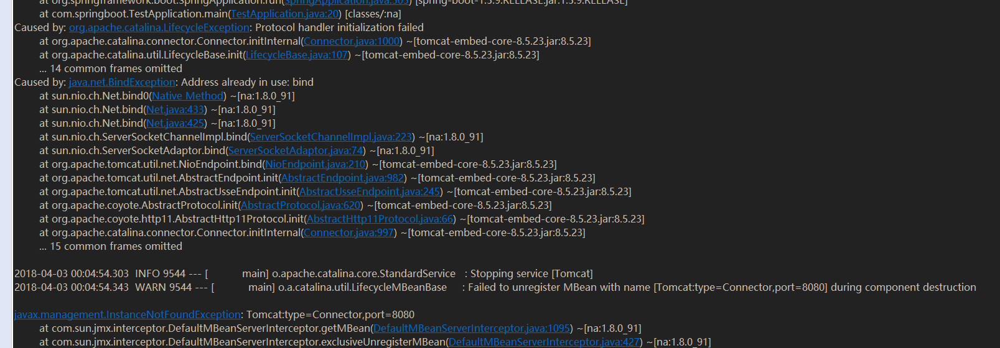 at org.springframework.boot.SpringApplication.run(SpringApplication.java:303) [spring-boot-1.5.9.RELEASE.jar:1.5.9.RELEASE]
at com.springboot.TestApplication.main(TestApplication.java:20) [classes/:na]
Caused by: org.apache.catalina.LifecycleException: Protocol handler initialization failed
at org.apache.catalina.connector.Connector.initInternal(Connector.java:1000) ~[tomcat-embed-core-8.5.23.jar:8.5.23]
at org.apache.catalina.util.LifecycleBase.init(LifecycleBase.java:107) ~[tomcat-embed-core-8.5.23.jar:8.5.23]
... 14 common frames omitted
Caused by: java.net.BindException: Address already in use: bind
at sun.nio.ch.Net.bind0(Native Method) ~[na:1.8.0_91]
at sun.nio.ch.Net.bind(Net.java:433) ~[na:1.8.0_91]
at sun.nio.ch.Net.bind(Net.java:425) ~[na:1.8.0_91]
at sun.nio.ch.ServerSocketChannelImpl.bind(ServerSocketChannelImpl.java:223) ~[na:1.8.0_91]
at sun.nio.ch.ServerSocketAdaptor.bind(ServerSocketAdaptor.java:74) ~[na:1.8.0_91]
at org.apache.tomcat.util.net.NioEndpoint.bind(NioEndpoint.java:210) ~[tomcat-embed-core-8.5.23.jar:8.5.23]
at org.apache.tomcat.util.net.AbstractEndpoint.init(AbstractEndpoint.java:982) ~[tomcat-embed-core-8.5.23.jar:8.5.23]
at org.apache.tomcat.util.net.AbstractJsseEndpoint.init(AbstractJsseEndpoint.java:245) ~[tomcat-embed-core-8.5.23.jar:8.5.23]
at org.apache.coyote.AbstractProtocol.init(AbstractProtocol.java:620) ~[tomcat-embed-core-8.5.23.jar:8.5.23]
at org.apache.coyote.http11.AbstractHttp11Protocol.init(AbstractHttp11Protocol.java:66) ~[tomcat-embed-core-8.5.23.jar:8.5.23]
at org.apache.catalina.connector.Connector.initInternal(Connector.java:997) ~[tomcat-embed-core-8.5.23.jar:8.5.23]
... 15 common frames omitted
2018-04-03 00:04:54.303  INFO 9544 --- [           main] o.apache.catalina.core.StandardService   : Stopping service [Tomcat]
2018-04-03 00:04:54.343  WARN 9544 --- [           main] o.a.catalina.util.LifecycleMBeanBase     : Failed to unregister MBean with name [Tomcat:type=Connector,port=8080] during component destruction
javax.management.InstanceNotFoundException: Tomcat:type=Connector,port=8080
at com.sun.jmx.interceptor.DefaultMBeanServerInterceptor.getMBean(DefaultMBeanServerInterceptor.java:1095) ~[na:1.8.0_91]
at com.sun.jmx.interceptor.DefaultMBeanServerInterceptor.exclusiveUnregisterMBean(DefaultMBeanServerInterceptor.java:427) ~[na:1.8.0_91]